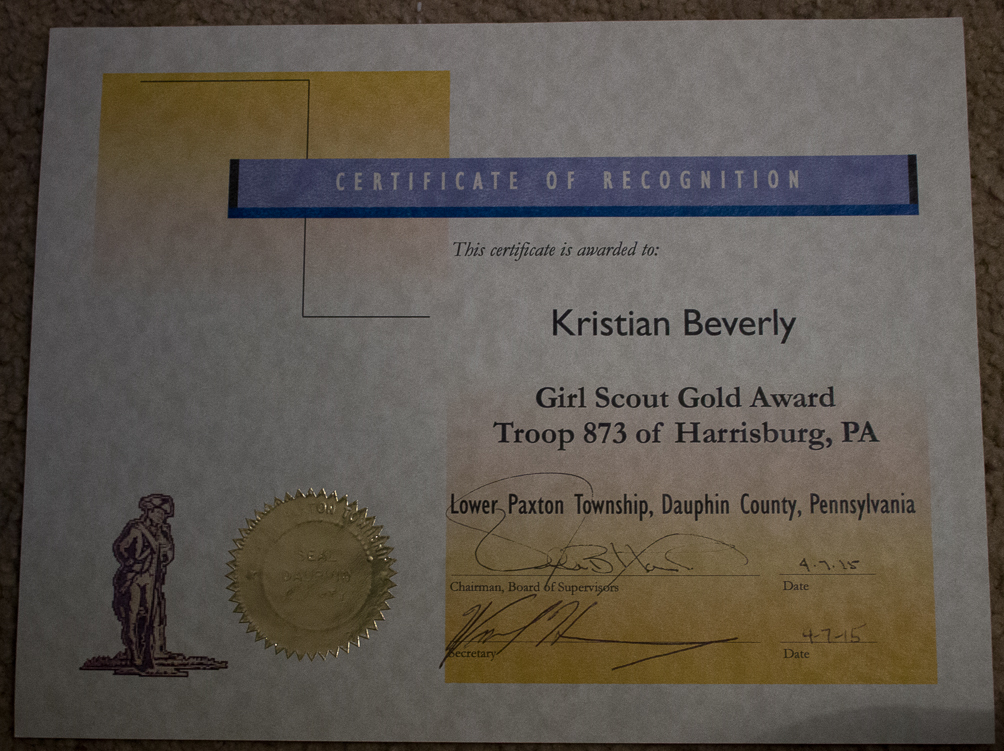 CERTIFICATE OF RECOGNITION
This certificate is awarded to:
Kristian Beverly
Girl Scout Gold Award
Troop 873 of Harrisburg, PA
Lower Paxton Township, Dauphin County, Pennsylvania
4-7-15
Chairman, Board of Supervisors
Date
4-7-15
Secretary
Date
SEAL
DAUPHIN